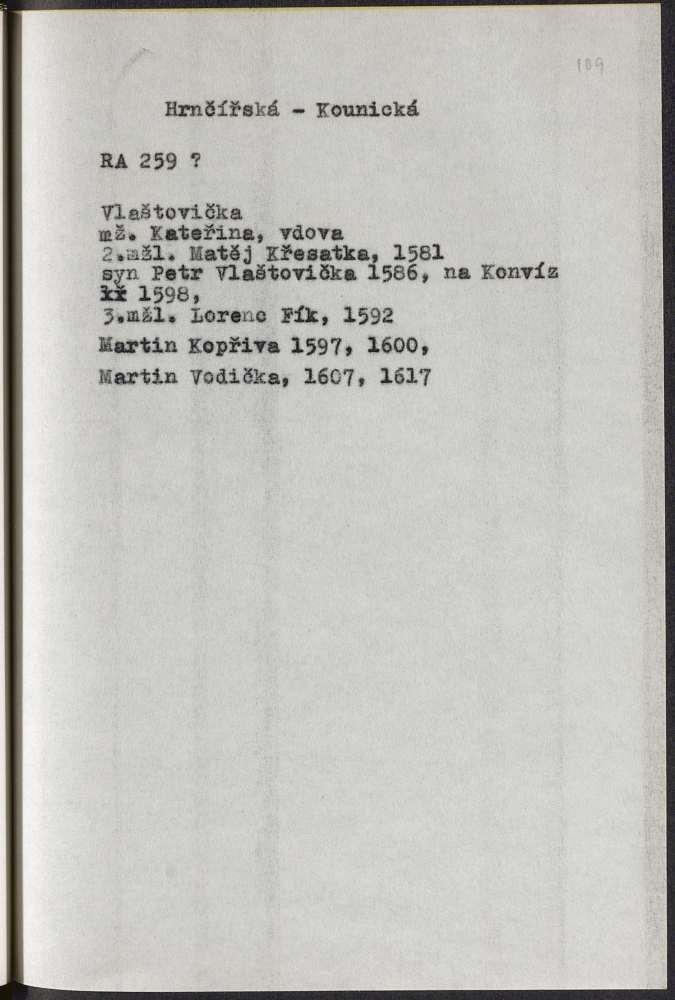 109
Hrnčířská - Kounická
RA 259 ?
Vlaštovička
mž. Kateřina, vdova
2.mžl. Matěj Křesatka, 1581
syn Petr Vlaštovička 1586, na Konvíz
1598,
3.mžl. Lorenc Fík, 1592
Martin Kopřiva 1597, 1600,
Martin Vodička, 1607, 1617